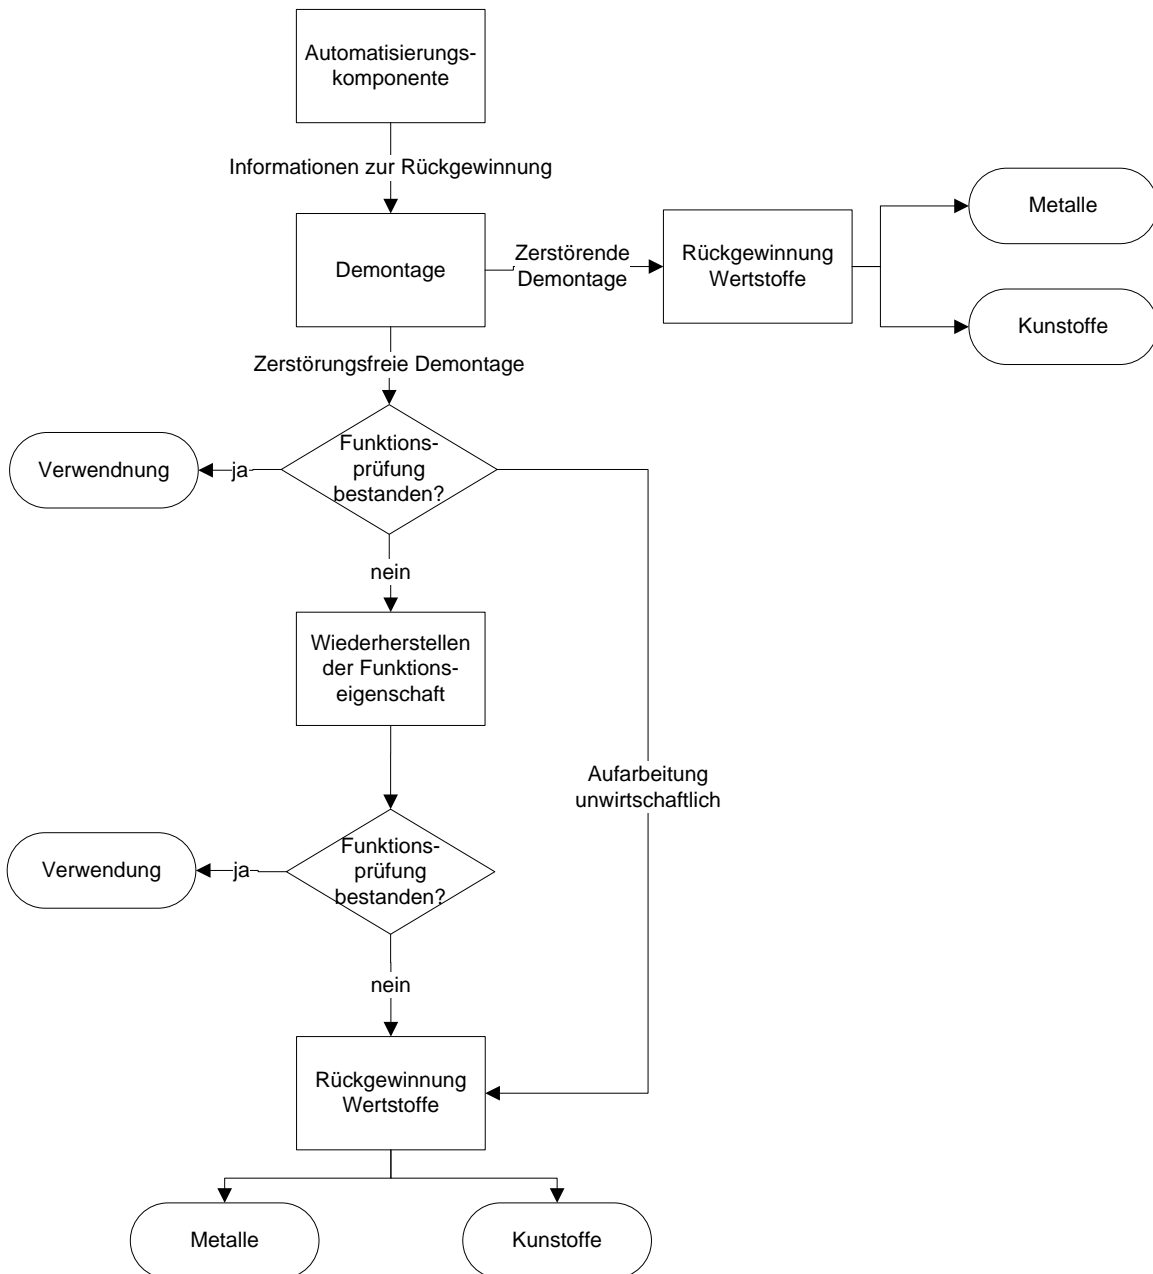 Automatisierungs-
komponente
Informationen zur Rückgewinnung
Demontage
Zerstörende
Demontage
Rückgewinnung
Wertstoffe
Metalle
Kunstoffe
Zerstörungsfreie Demontage
Funktions-
prüfung
bestanden?
ja
Verwendnung
nein
Wiederherstellen
der Funktions-
eigenschaft
Aufarbeitung
unwirtschaftlich
Funktions-
prüfung
bestanden?
ja
Verwendung
nein
Rückgewinnung
Wertstoffe
Metalle
Kunstoffe